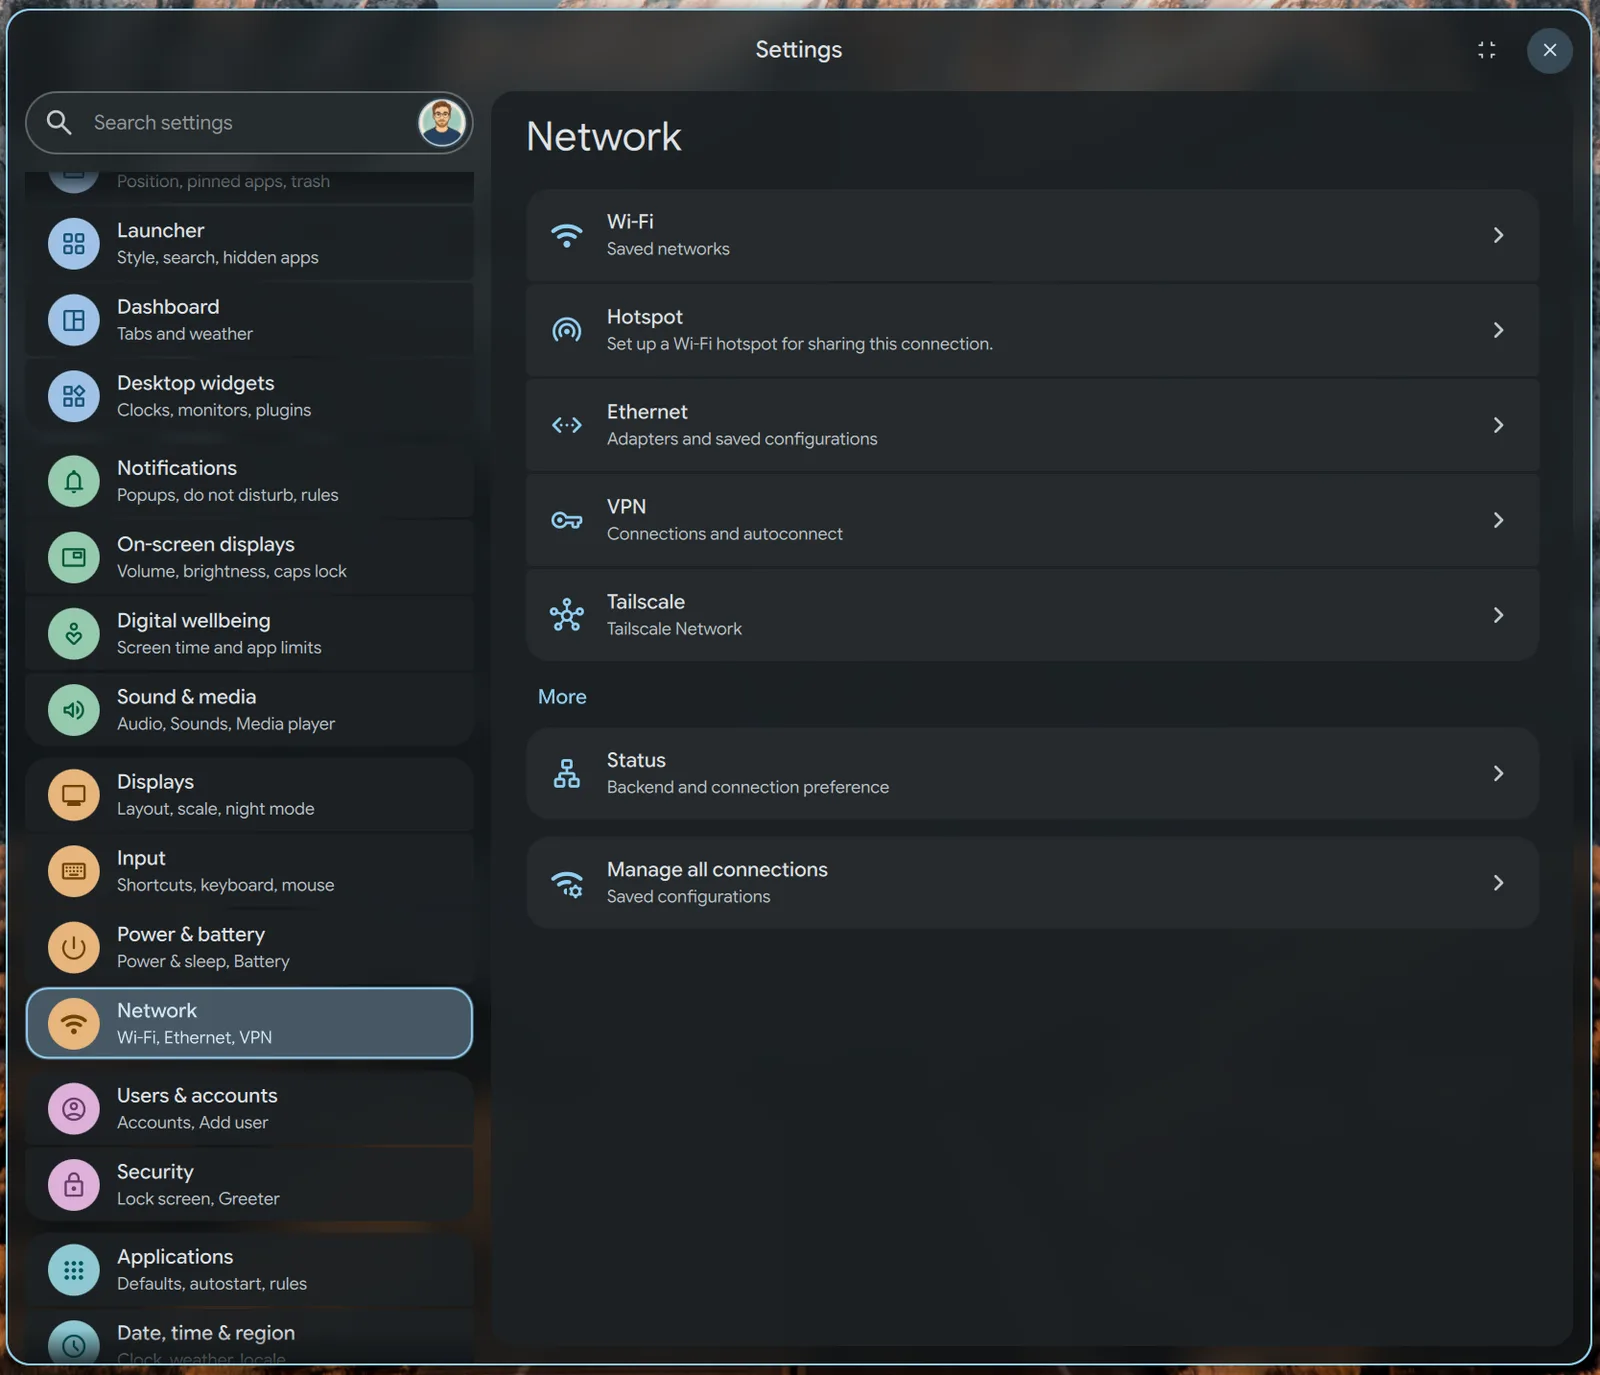 Settings
Search settings
Position, pinned apps, trash
Launcher
Style, search, hidden apps
Dashboard
Tabs and weather
Desktop widgets
Clocks, monitors, plugins
Notifications
Popups, do not disturb, rules
On-screen displays
Volume, brightness, caps lock
Digital wellbeing
Screen time and app limits
Sound & media
Audio, Sounds, Media player
Displays
Layout, scale, night mode
Input
Shortcuts, keyboard, mouse
Power & battery
Power & sleep, Battery
Network
Wi-Fi, Ethernet, VPN
Users & accounts
Accounts, Add user
Security
Lock screen, Greeter
Applications
Defaults, autostart, rules
Date, time & region
Clock, weather, locale
Network
Wi-Fi
Saved networks
Hotspot
Set up a Wi-Fi hotspot for sharing this connection.
Ethernet
Adapters and saved configurations
VPN
Connections and autoconnect
Tailscale
Tailscale Network
More
Status
Backend and connection preference
Manage all connections
Saved configurations